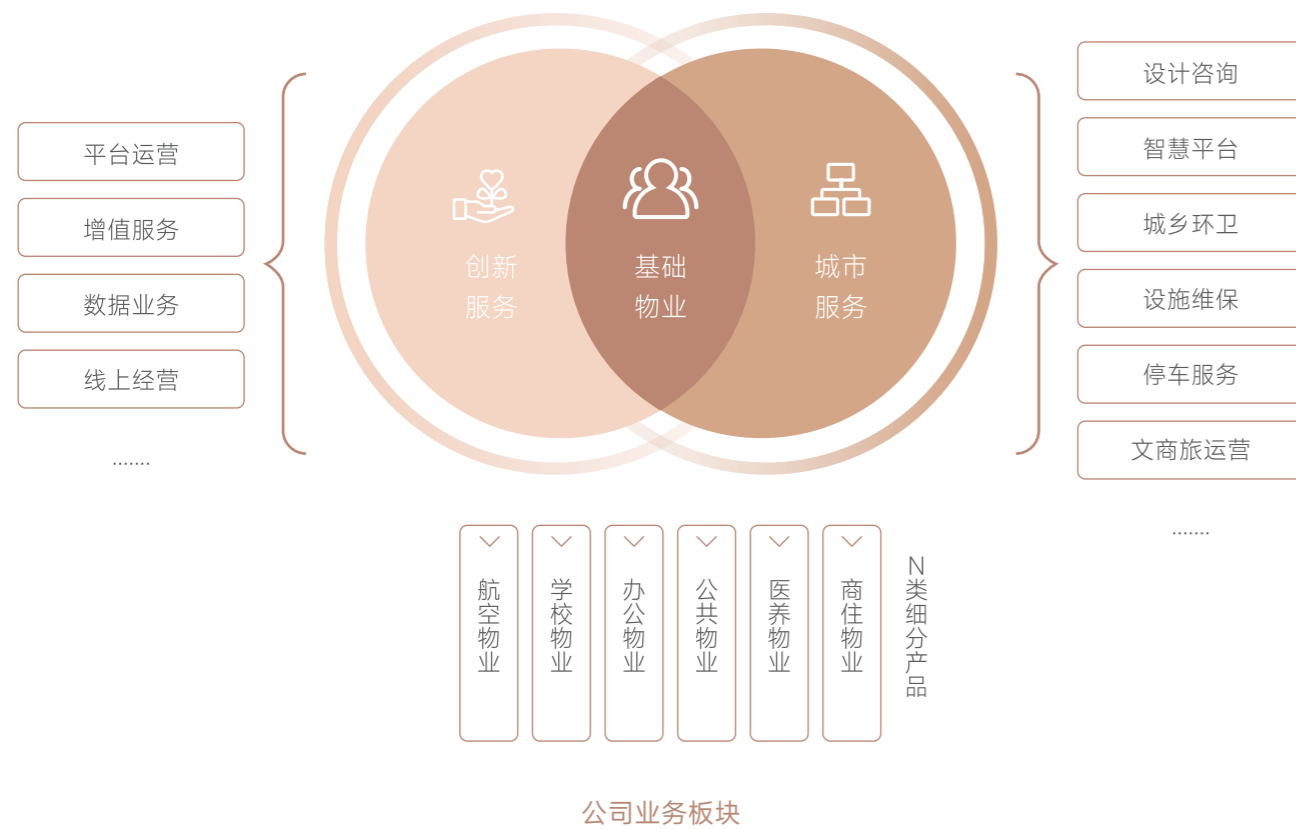 平台运营
增值服务
数据业务
线上经营
.......
创新
服务
基础
物业
城市
服务
设计咨询
智慧平台
城乡环卫
设施维保
停车服务
文商旅运营
.......
航空物业
学校物业
办公物业
公共物业
医养物业
商住物业
N类细分产品
公司业务板块